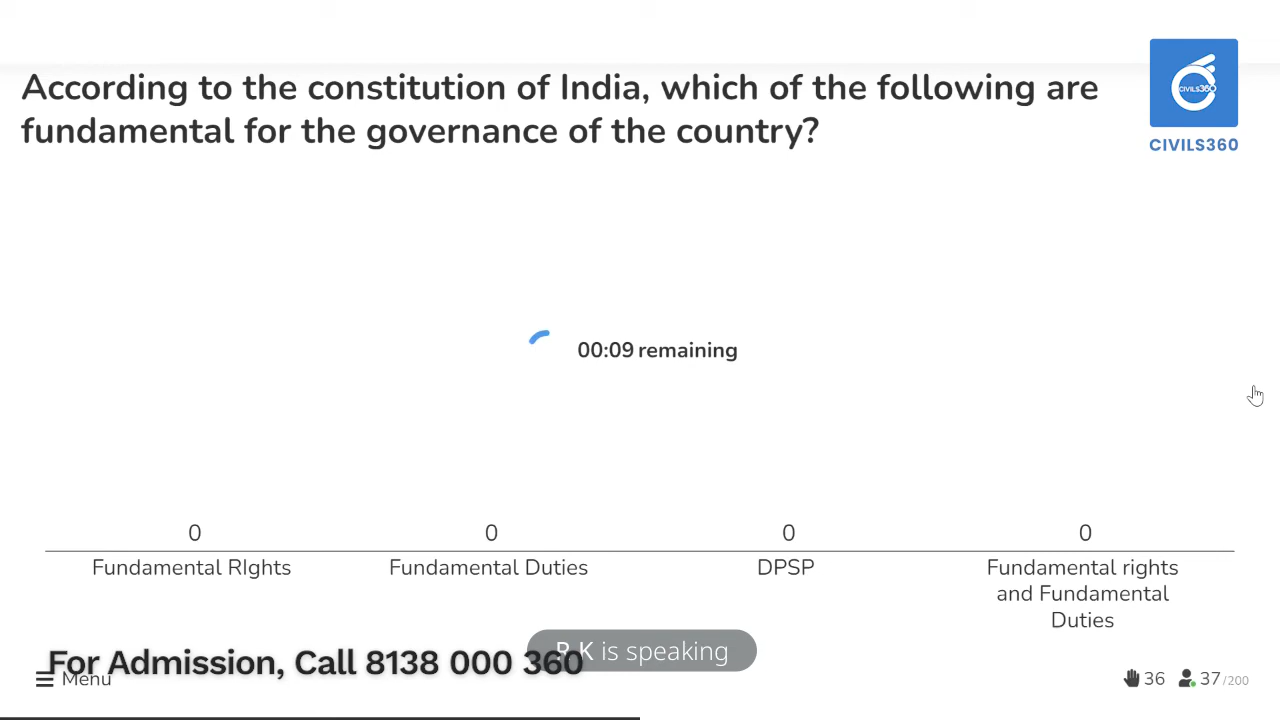 According to the constitution of India, which of the following are
fundamental for the governance of the country?
CIVILS360
CIVILS360
00:09 remaining
0
0
0
0
Fundamental RIghts
Fundamental Duties
DPSP
Fundamental rights
and Fundamental
Duties
R K is speaking
For Admission, Call 8138 000 360
Menu
36
37/200